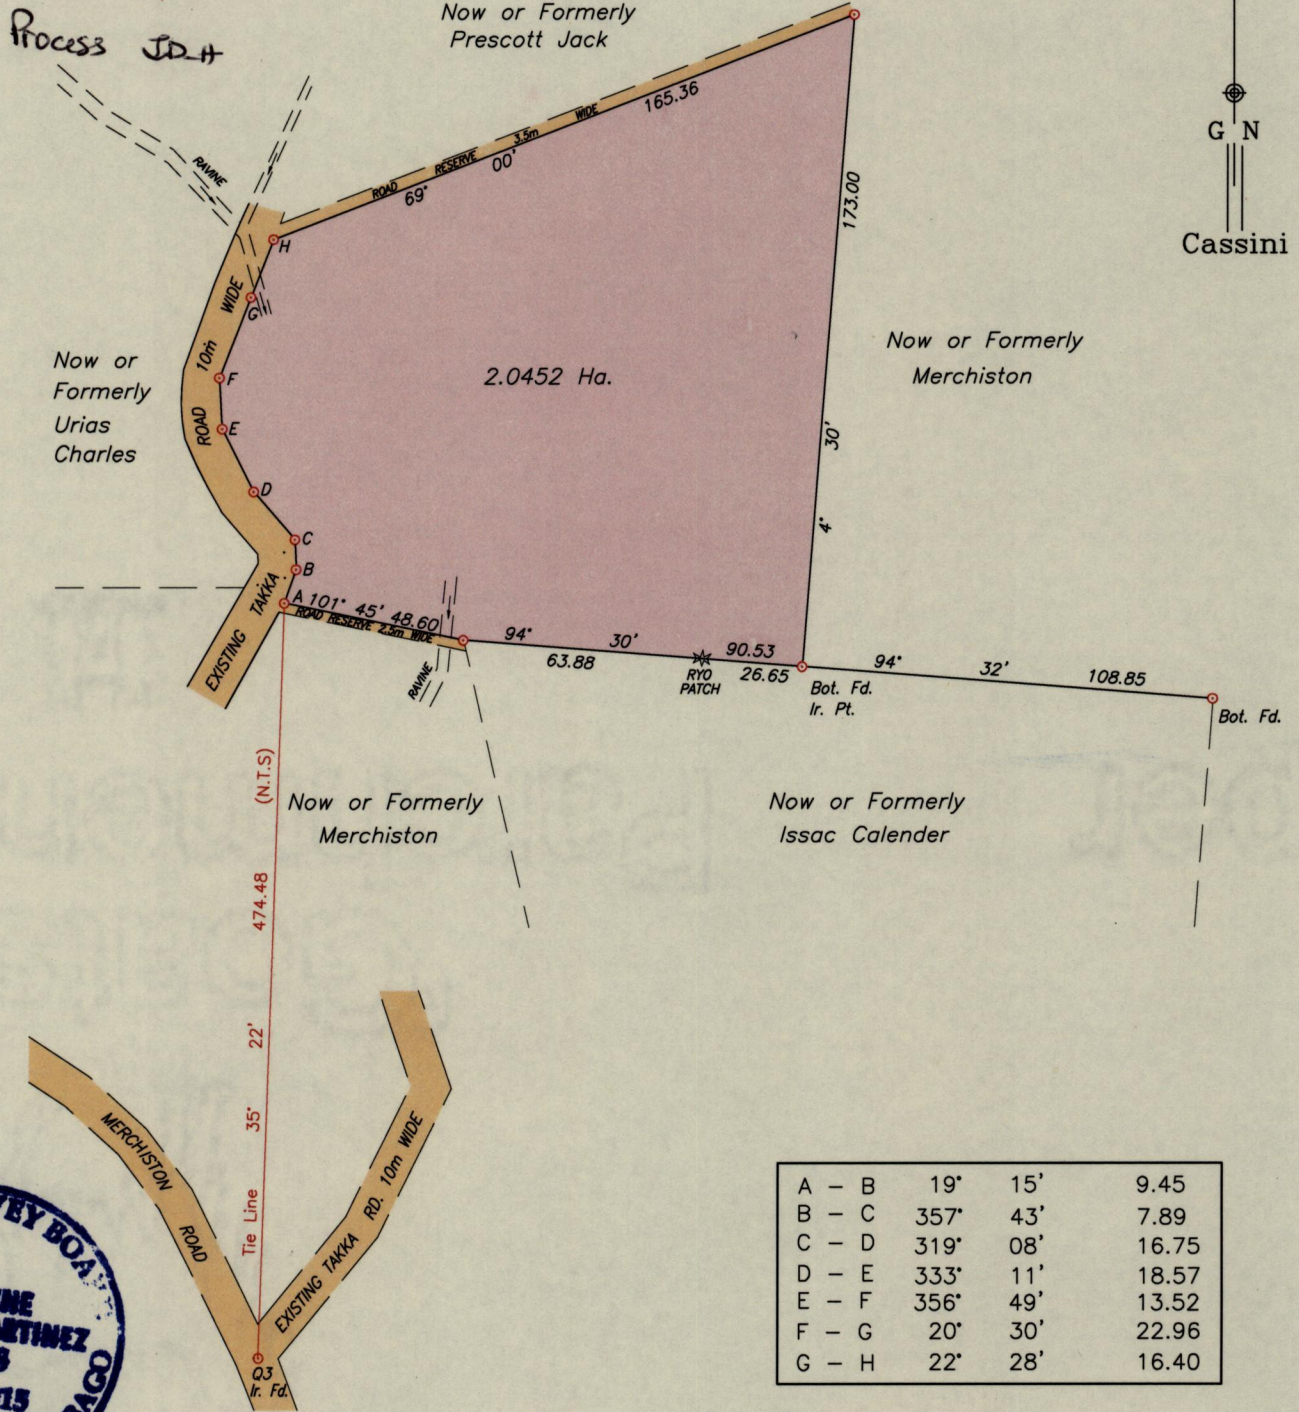 Process JD-H
Now or Formerly
Prescott Jack
165.36
ROAD RESERVE 3.5m WIDE
69° 00'
RAVINE
G N
Cassini
173.00
30'
4°
H
G
F
E
D
C
B
A
ROAD 10m WIDE
Now or
Formerly
Urias
Charles
2.0452 Ha.
Now or Formerly
Merchiston
EXISTING TAKKA
101° 45' 48.60
ROAD RESERVE 2.5m WIDE
RAVINE
94° 30' 90.53
63.88
26.65
RYO
PATCH
Bot. Fd.
Ir. Pt.
94° 32' 108.85
Bot. Fd.
Now or Formerly
Merchiston
Now or Formerly
Issac Calender
Tie Line 35° 22' 474.48 (N.T.S)
MERCHISTON ROAD
EXISTING TAKKA RD. 10m WIDE
Q3
Ir. Fd.
A - B 19° 15' 9.45
B - C 357° 43' 7.89
C - D 319° 08' 16.75
D - E 333° 11' 18.57
E - F 356° 49' 13.52
F - G 20° 30' 22.96
G - H 22° 28' 16.40